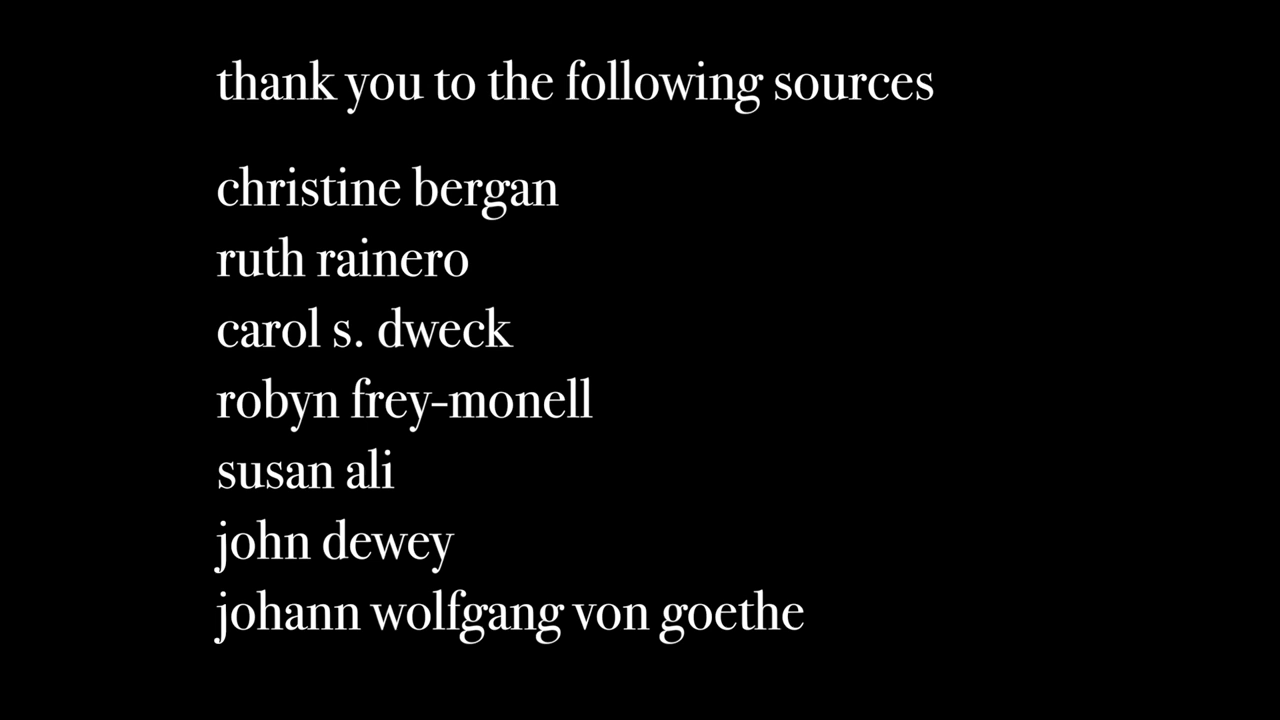 thank you to the following sources
christine bergan
ruth rainero
carol s. dweck
robyn frey-monell
susan ali
john dewey
johann wolfgang von goethe